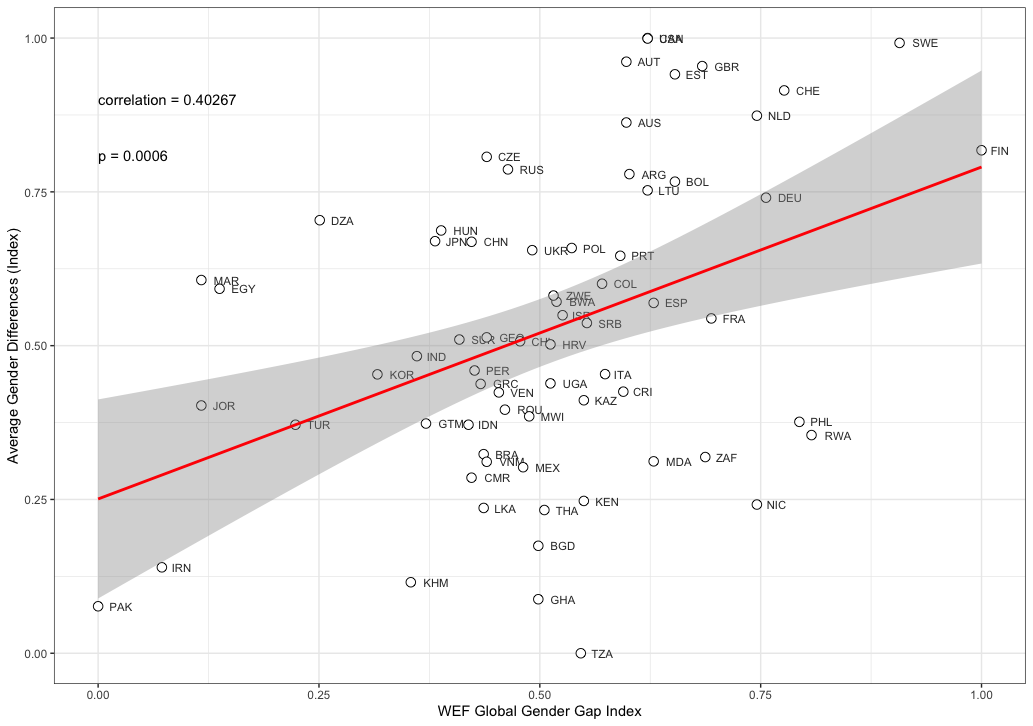 1.00
USA
CAN
SWE
AUT
GBR
EST
CHE
correlation = 0.40267
NLD
AUS
p = 0.0006
CZE
FIN
RUS
ARG
BOL
0.75
LTU
DEU
DZA
HUN
JPN
CHN
UKR
POL
PRT
MAR
EGY
COL
ZWE
BWA
ESP
FRA
SRB
GEO
SUR
0.50
HRV
IND
PER
KOR
ITA
GRC
UGA
VEN
CRI
KAZ
JOR
ROU
MWI
TUR
GTM
IDN
PHL
RWA
BRA
VNM
MEX
MDA
ZAF
CMR
0.25
KEN
NIC
LKA
THA
BGD
IRN
KHM
GHA
PAK
0.00
TZA
0.00
0.25
0.50
0.75
1.00
WEF Global Gender Gap Index
Average Gender Differences (Index)